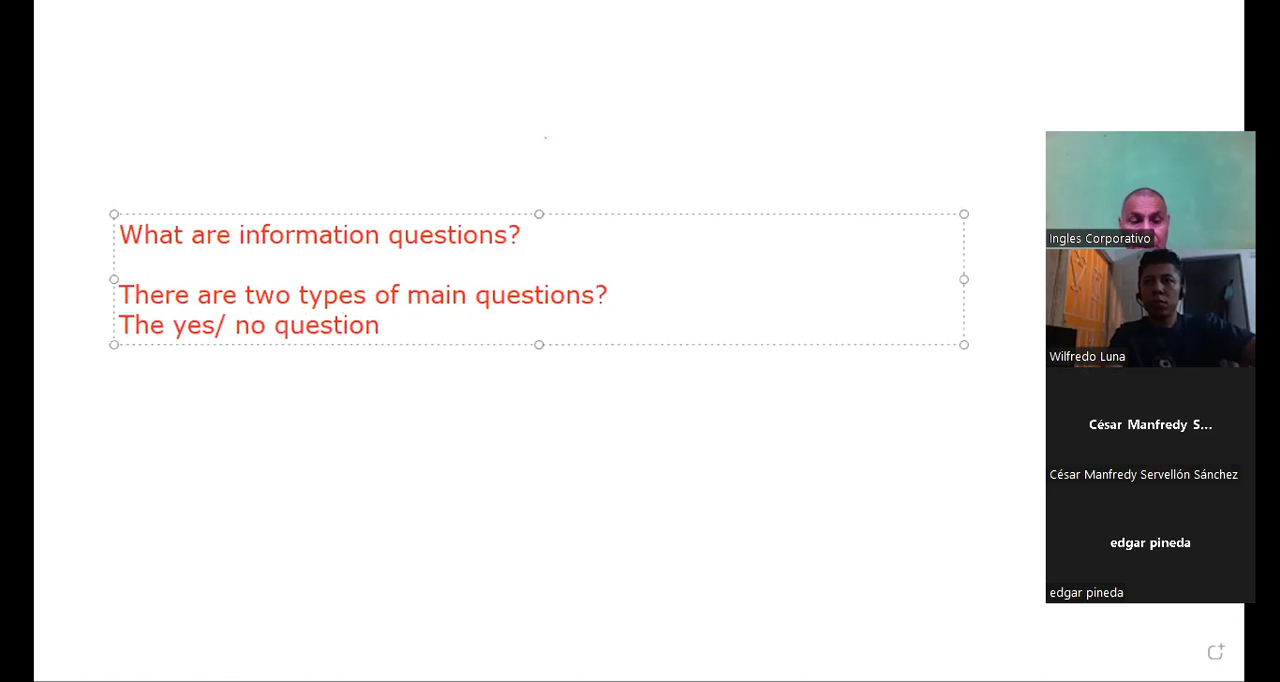 What are information questions?
There are two types of main questions?
The yes/ no question
Ingles Corporativo
Wilfredo Luna
César Manfredy S...
César Manfredy Servellón Sánchez
edgar pineda
edgar pineda